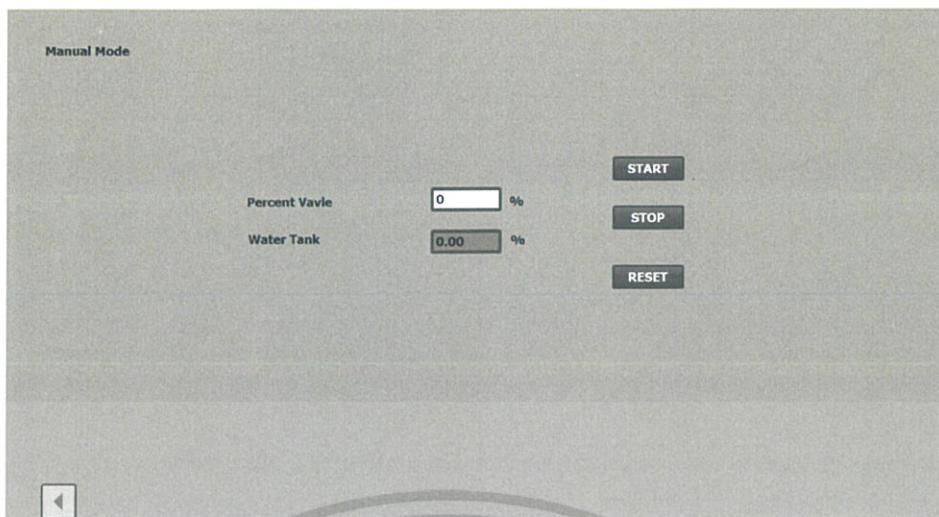 Manual Mode
START
Percent Vavle 0 %
STOP
Water Tank 0.00 %
RESET